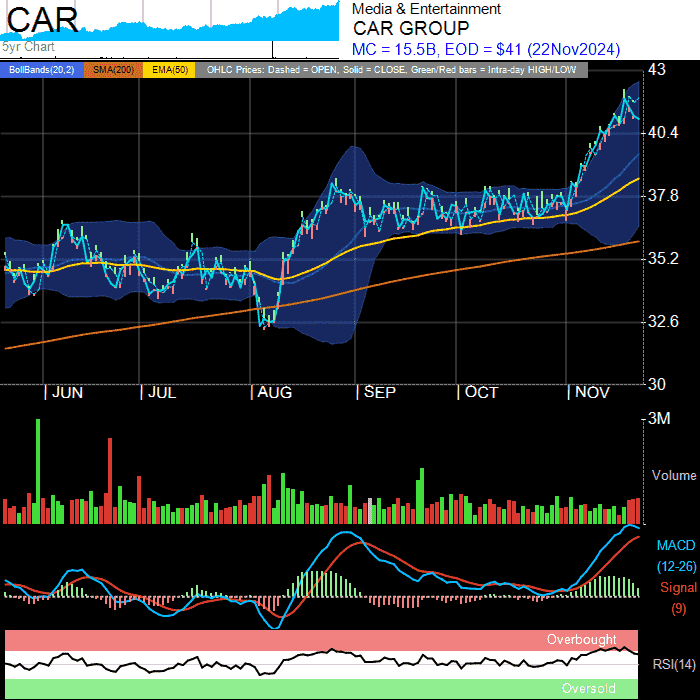 CAR
5yr Chart
Media & Entertainment
CAR GROUP
MC = 15.5B, EOD = $41 (22Nov2024)
BollBands(20,2) SMA(200) EMA(50) OHLC Prices: Dashed = OPEN, Solid = CLOSE, Green/Red bars = Intra-day HIGH/LOW
43
40.4
37.8
35.2
32.6
30
| JUN | JUL | AUG | SEP | OCT | NOV
3M
Volume
MACD
(12-26)
Signal
(9)
Overbought
RSI(14)
Oversold